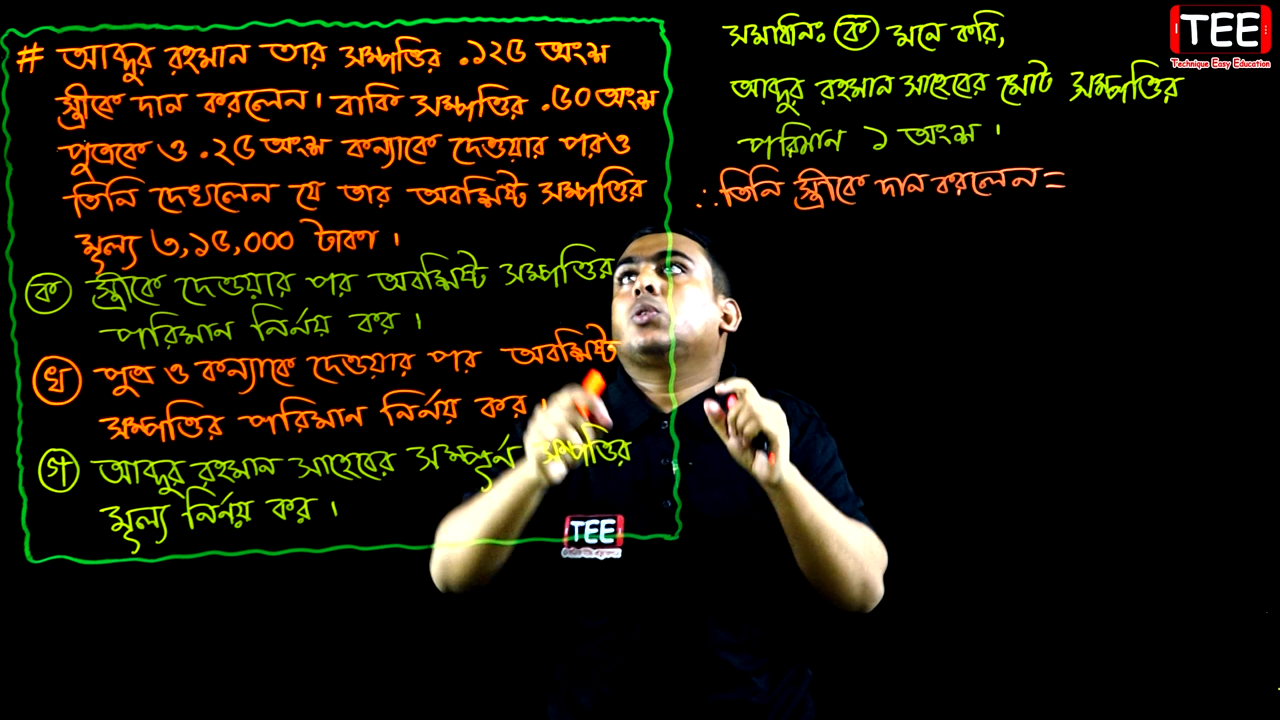 # আব্দুর রহমান তার সম্পত্তির .১২৫ অংশ
স্ত্রীকে দান করলেন। বাকি সম্পত্তির .৫০ অংশ
পুত্রকে ও .২৫ অংশ কন্যাকে দেওয়ার পরও
তিনি দেখলেন যে তার অবশিষ্ট সম্পত্তির
মূল্য ৩,১৫,০০০ টাকা।
ক স্ত্রীকে দেওয়ার পর অবশিষ্ট সম্পত্তির
পরিমান নির্নয় কর।
খ পুত্র ও কন্যাকে দেওয়ার পর অবশিষ্ট
সম্পত্তির পরিমান নির্নয় কর।
গ আব্দুর রহমান সাহেবের সম্পূর্ন সম্পত্তির
মূল্য নির্নয় কর।
সমাধানঃ ক মনে করি,
আব্দুর রহমান সাহেবের মোট সম্পত্তির
পরিমান ১ অংশ।
∴ তিনি স্ত্রীকে দান করলেন =
TEE
Technique Easy Education
TEE